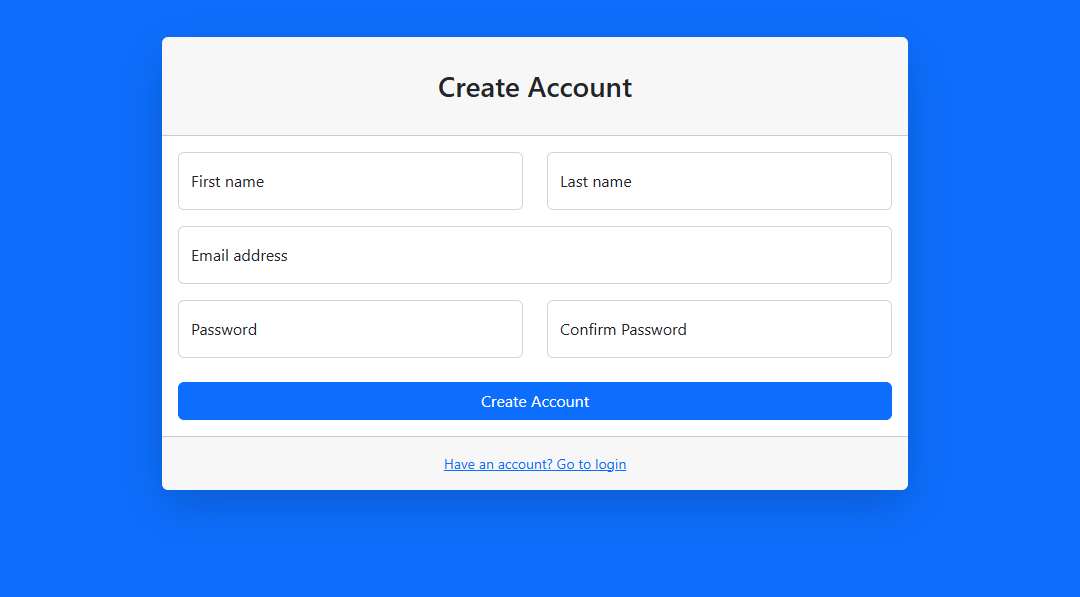 Create Account
First name
Last name
Email address
Password
Confirm Password
Create Account
Have an account? Go to login